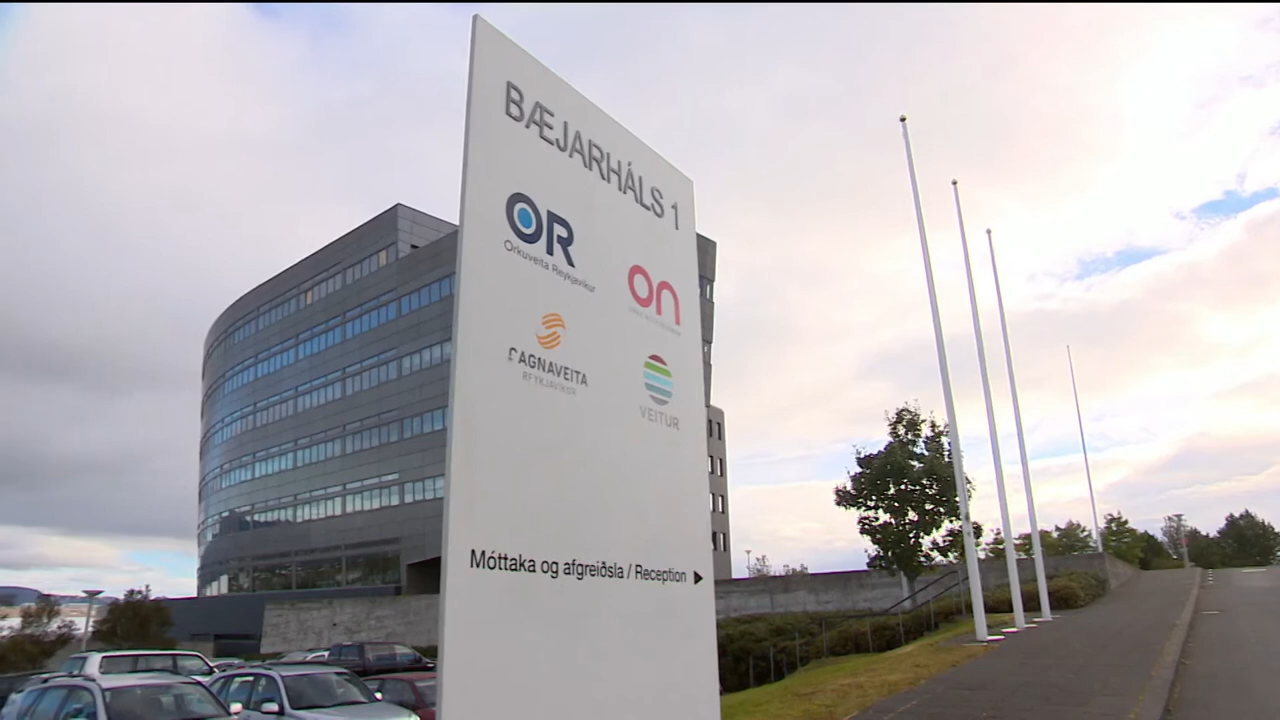 BÆJARHÁLS 1
OR
Orkuveita Reykjavíkur
on
GAGNAVEITA
REYKJAVÍKUR
VEITUR
Móttaka og afgreiðsla / Reception